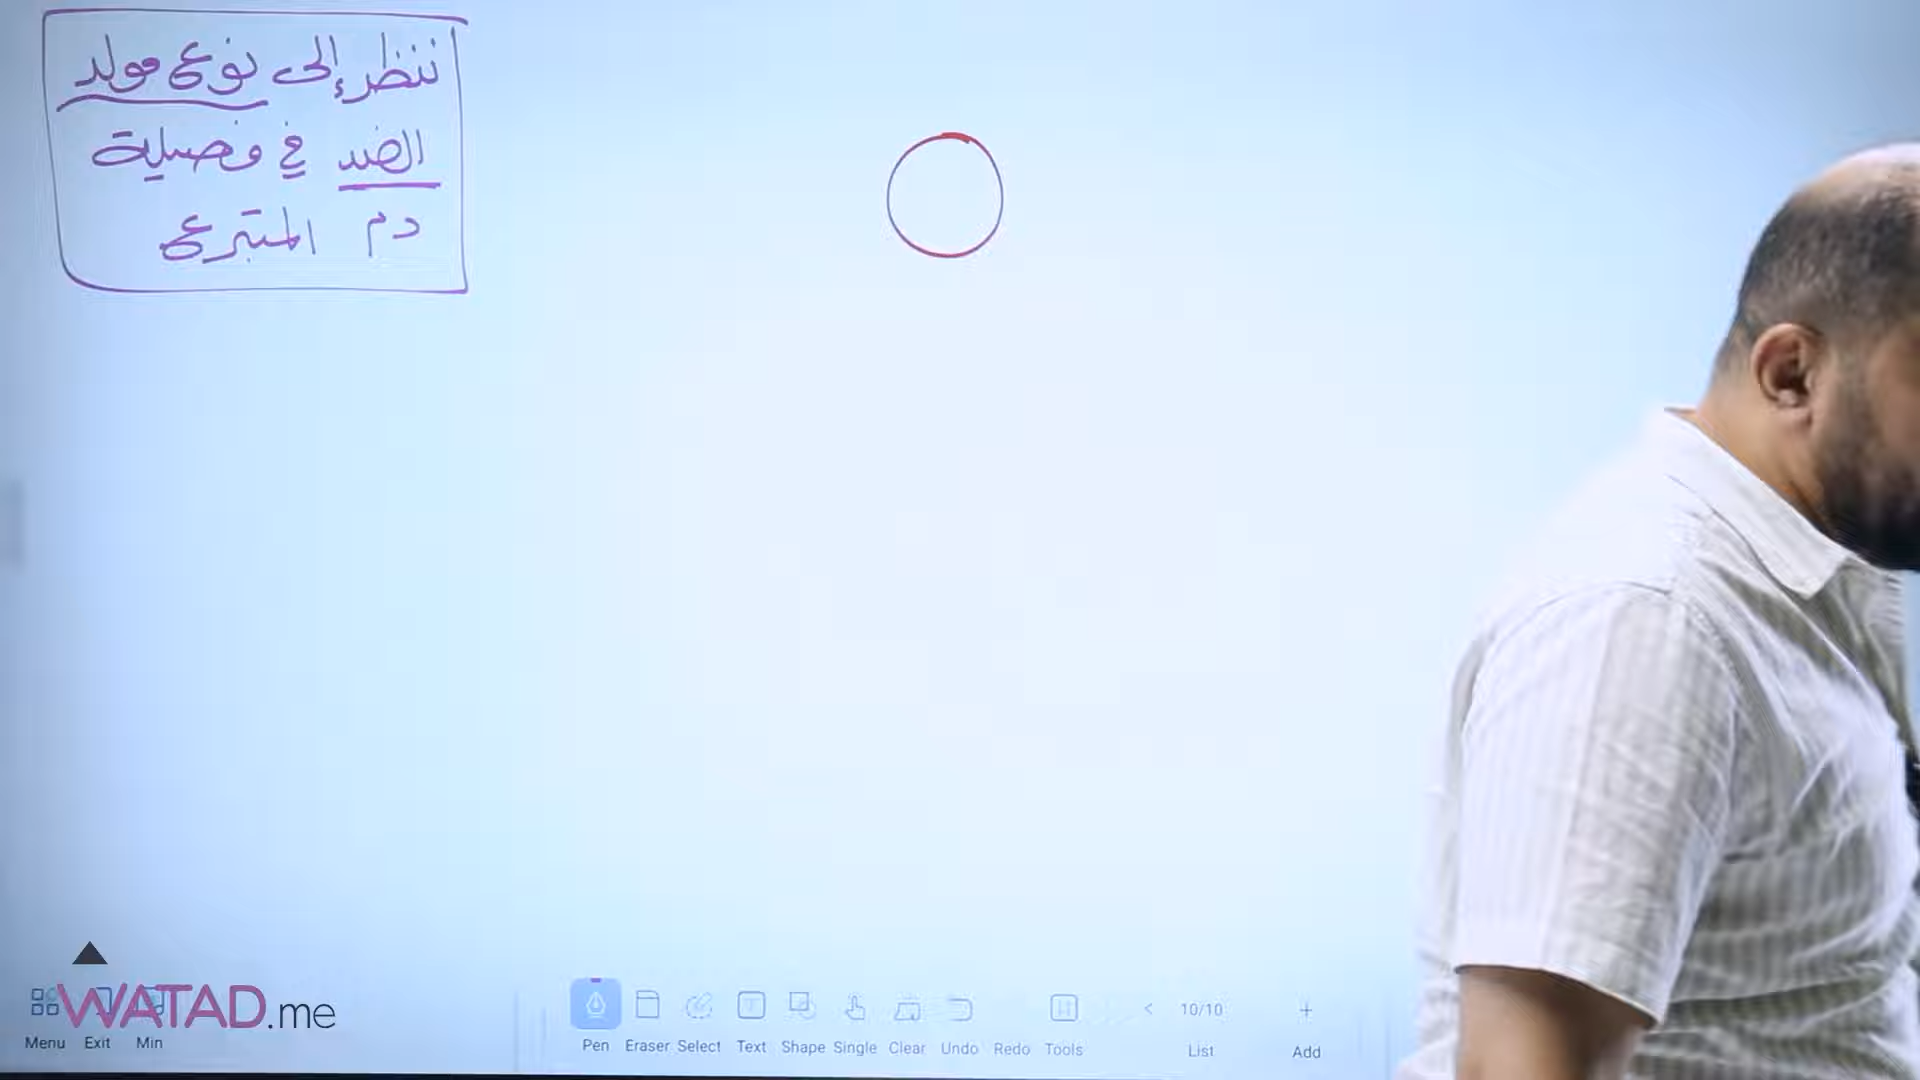 ننظر إلى نوع مولد
الضد في فصيلة
دم المتبرع
WATAD.me
Menu Exit Min
Pen Eraser Select Text Shape Single Clear Undo Redo Tools
< 10/10 +
List Add